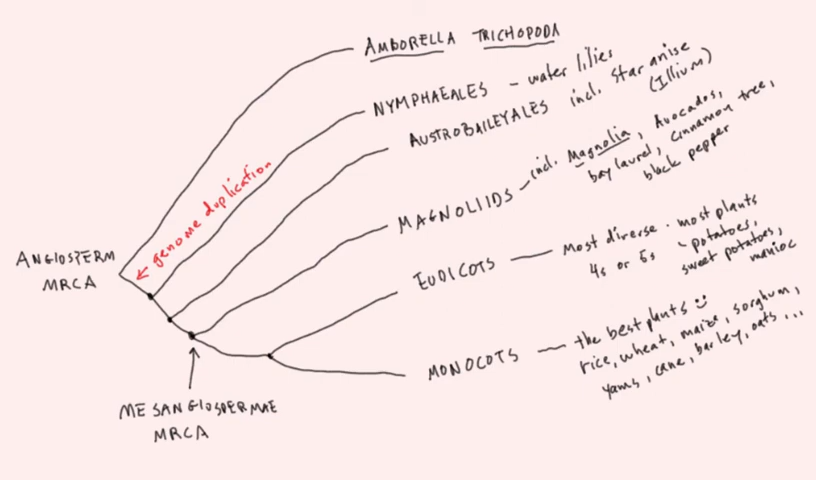 AMBORELLA TRICHOPODA
NYMPHAEALES - water lilies
AUSTROBAILEYALES incl. Star anise
(Illium)
genome duplication
MAGNOLIIDS - incl. Magnolia, Avocados,
bay laurel, cinnamon tree,
black pepper
ANGIOSPERM
MRCA
EUDICOTS — Most diverse · most plants
4s or 5s - potatoes,
sweet potatoes,
manioc
MONOCOTS — the best plants :)
rice, wheat, maize, sorghum,
yams, cane, barley, oats ...
MESANGIOSPERMAE
MRCA